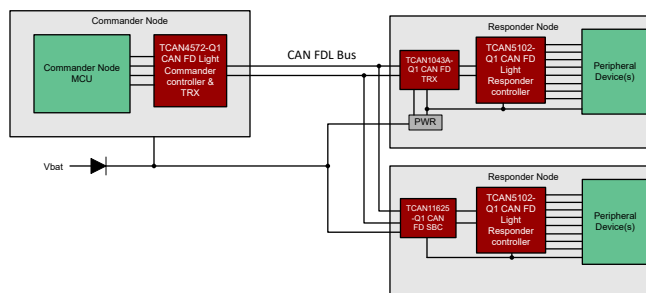 Commander Node
Commander Node
MCU
TCAN4572-Q1
CAN FD Light
Commander
controller &
TRX
CAN FDL Bus
Vbat
Responder Node
TCAN1043A-
Q1 CAN FD
TRX
PWR
TCAN5102-
Q1 CAN FD
Light
Responder
controller
Peripheral
Device(s)
Responder Node
TCAN11625
-Q1 CAN
FD SBC
TCAN5102-
Q1 CAN FD
Light
Responder
controller
Peripheral
Device(s)